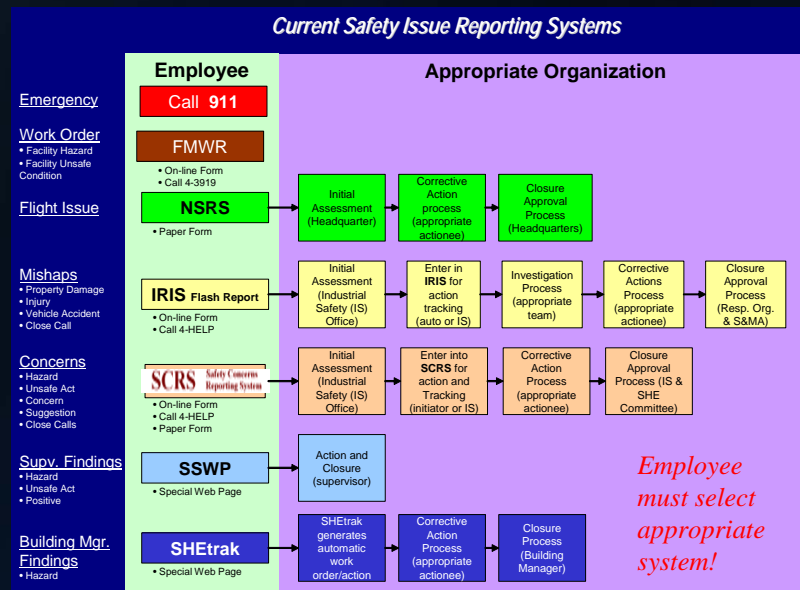 Current Safety Issue Reporting Systems
Employee
Appropriate Organization
Emergency
Call 911
Work Order
• Facility Hazard
• Facility Unsafe
Condition
FMWR
• On-line Form
• Call 4-3919
Flight Issue
NSRS
• Paper Form
Initial
Assessment
(Headquarter)
Corrective
Action
process
(appropriate
actionee)
Closure
Approval
Process
(Headquarters)
Mishaps
• Property Damage
• Injury
• Vehicle Accident
• Close Call
IRIS Flash Report
• On-line Form
• Call 4-HELP
Initial
Assessment
(Industrial
Safety (IS)
Office)
Enter in
IRIS for
action
tracking
(auto or IS)
Investigation
Process
(appropriate
team)
Corrective
Actions
Process
(appropriate
actionee)
Closure
Approval
Process
(Resp. Org.
& S&MA)
Concerns
• Hazard
• Unsafe Act
• Concern
• Suggestion
• Close Calls
SCRS Safety Concerns
Reporting System
• On-line Form
• Call 4-HELP
• Paper Form
Initial
Assessment
(Industrial
Safety (IS)
Office)
Enter into
SCRS for
action and
Tracking
(initiator or IS)
Corrective
Action
Process
(appropriate
actionee)
Closure
Approval
Process (IS &
SHE
Committee)
Supv. Findings
• Hazard
• Unsafe Act
• Positive
SSWP
• Special Web Page
Action and
Closure
(supervisor)
Building Mgr.
Findings
• Hazard
SHEtrak
• Special Web Page
SHEtrak
generates
automatic
work
order/action
Corrective
Action
Process
(appropriate
actionee)
Closure
Process
(Building
Manager)
Employee
must select
appropriate
system!